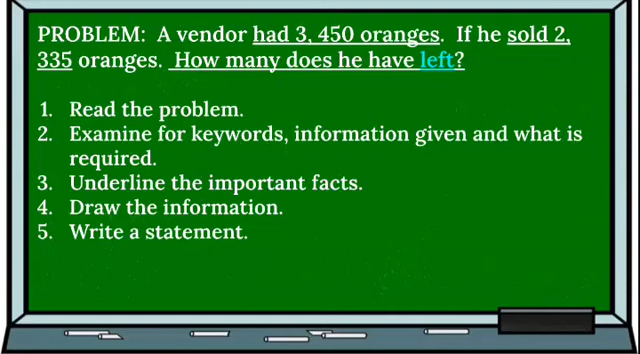 PROBLEM:  A vendor had 3, 450 oranges.  If he sold 2,
335 oranges.  How many does he have left?
1.  Read the problem.
2.  Examine for keywords, information given and what is
required.
3.  Underline the important facts.
4.  Draw the information.
5.  Write a statement.